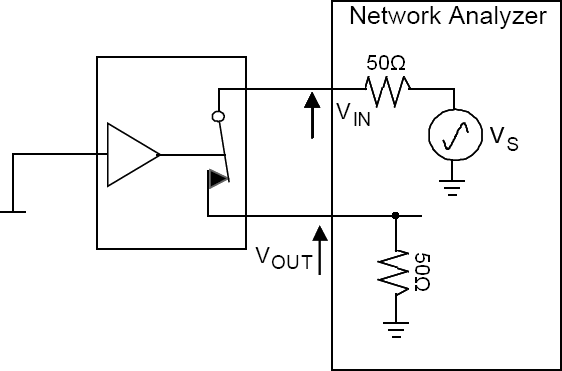 Network Analyzer
50Ω
VIN
VS
VOUT
50Ω